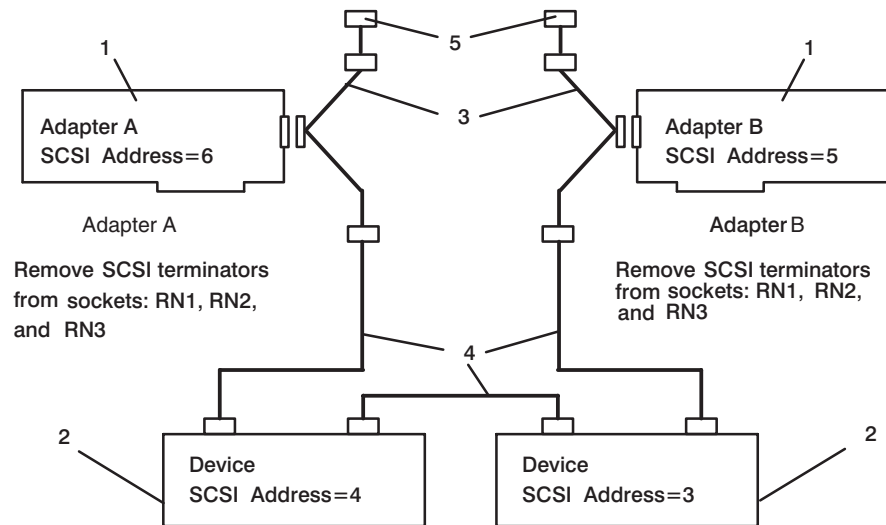 1
5
1
3
Adapter A
SCSI Address=6
Adapter B
SCSI Address=5
Adapter A
Adapter B
Remove SCSI terminators
from sockets: RN1, RN2,
and RN3
Remove SCSI terminators
from sockets: RN1, RN2,
and RN3
4
2
2
Device
SCSI Address=4
Device
SCSI Address=3